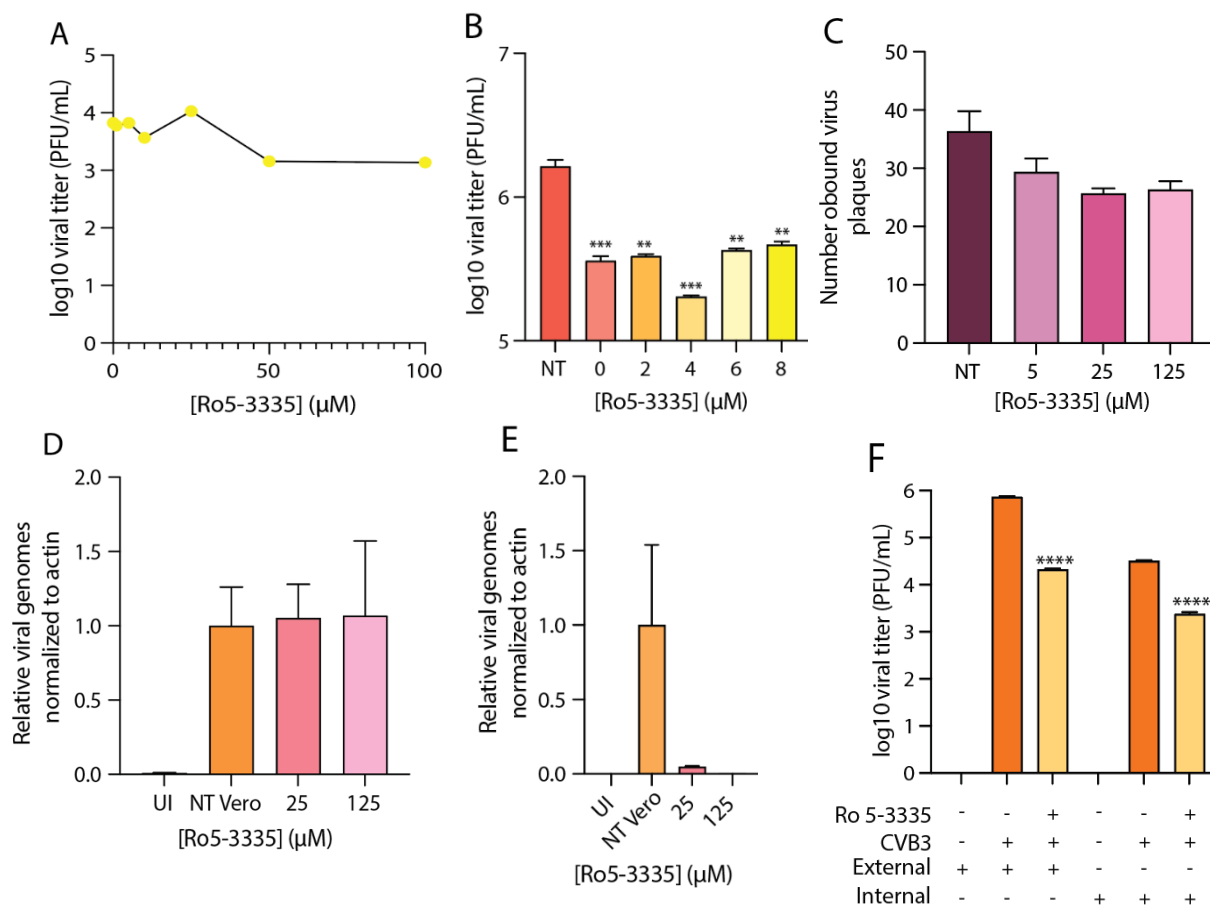 A
log10 viral titer (PFU/mL)
5
4
3
2
1
0
0
50
100
[Ro5-3335] (µM)
B
log10 viral titer (PFU/mL)
7
6
5
***
**
***
**
**
NT
0
2
4
6
8
[Ro5-3335] (µM)
C
Number obound virus
plaques
50
40
30
20
10
0
NT
5
25
125
[Ro5-3335] (µM)
D
Relative viral genomes
normalized to actin
2.0
1.5
1.0
0.5
0.0
UI
NT Vero
25
125
[Ro5-3335] (µM)
E
Relative viral genomes
normalized to actin
2.0
1.5
1.0
0.5
0.0
UI
NT Vero
25
125
[Ro5-3335] (µM)
F
log10 viral titer (PFU/mL)
6
5
4
3
2
1
0
****
****
Ro 5-3335 - - + - - +
CVB3 - + + - + +
External + + + - - -
Internal - - - + + +